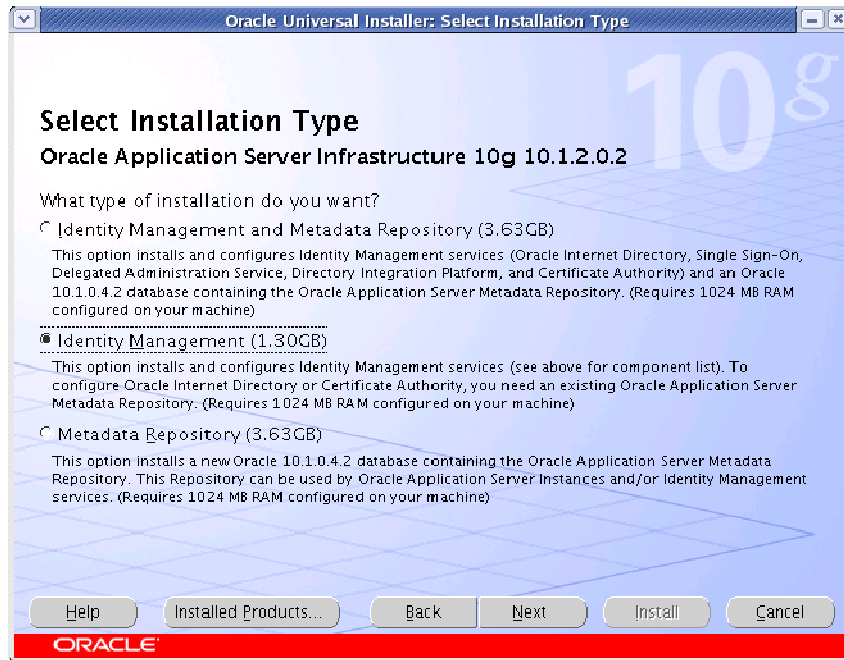 Oracle Universal Installer: Select Installation Type
10g
Select Installation Type
Oracle Application Server Infrastructure 10g 10.1.2.0.2
What type of installation do you want?
Identity Management and Metadata Repository (3.63GB)
This option installs and configures Identity Management services (Oracle Internet Directory, Single Sign-On,
Delegated Administration Service, Directory Integration Platform, and Certificate Authority) and an Oracle
10.1.0.4.2 database containing the Oracle Application Server Metadata Repository. (Requires 1024 MB RAM
configured on your machine)
Identity Management (1.30GB)
This option installs and configures Identity Management services (see above for component list). To
configure Oracle Internet Directory or Certificate Authority, you need an existing Oracle Application Server
Metadata Repository. (Requires 1024 MB RAM configured on your machine)
Metadata Repository (3.63GB)
This option installs a new Oracle 10.1.0.4.2 database containing the Oracle Application Server Metadata
Repository. This Repository can be used by Oracle Application Server Instances and/or Identity Management
services. (Requires 1024 MB RAM configured on your machine)
Help Installed Products... Back Next Install Cancel
ORACLE